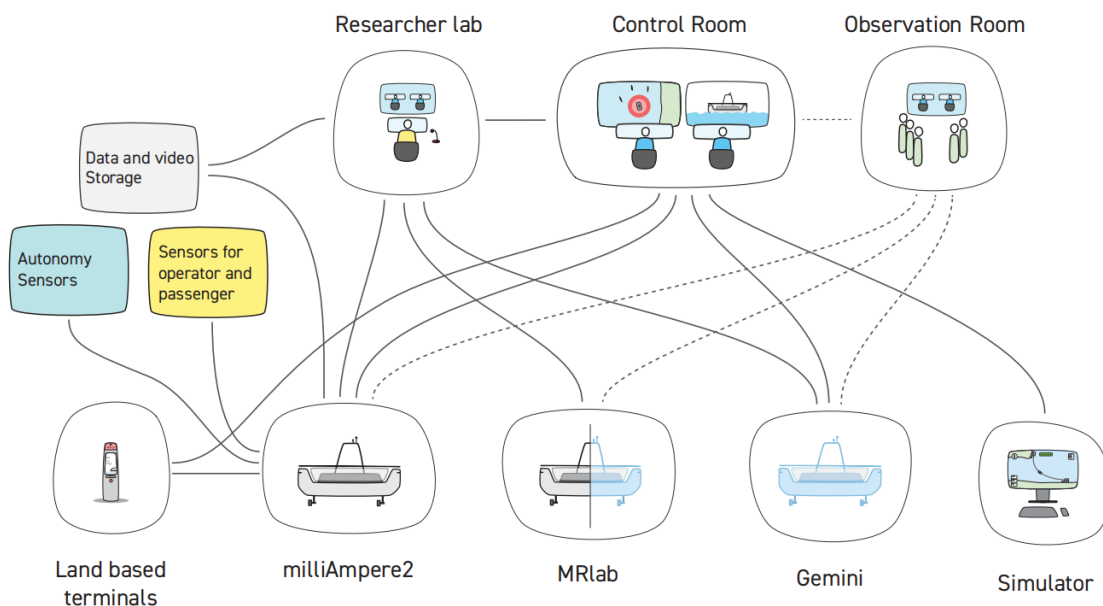 Researcher lab
Control Room
Observation Room
Data and video
Storage
Autonomy
Sensors
Sensors for
operator and
passenger
Land based
terminals
milliAmpere2
MRlab
Gemini
Simulator